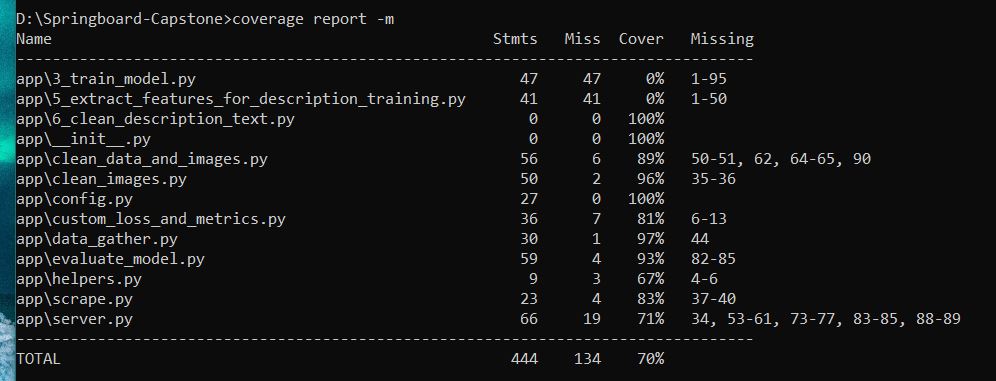 D:\Springboard-Capstone>coverage report -m
Name Stmts Miss Cover Missing
--------------------------------------------------------------------------
app\3_train_model.py 47 47 0% 1-95
app\5_extract_features_for_description_training.py 41 41 0% 1-50
app\6_clean_description_text.py 0 0 100%
app\__init__.py 0 0 100%
app\clean_data_and_images.py 56 6 89% 50-51, 62, 64-65, 90
app\clean_images.py 50 2 96% 35-36
app\config.py 27 0 100%
app\custom_loss_and_metrics.py 36 7 81% 6-13
app\data_gather.py 30 1 97% 44
app\evaluate_model.py 59 4 93% 82-85
app\helpers.py 9 3 67% 4-6
app\scrape.py 23 4 83% 37-40
app\server.py 66 19 71% 34, 53-61, 73-77, 83-85, 88-89
--------------------------------------------------------------------------
TOTAL 444 134 70%